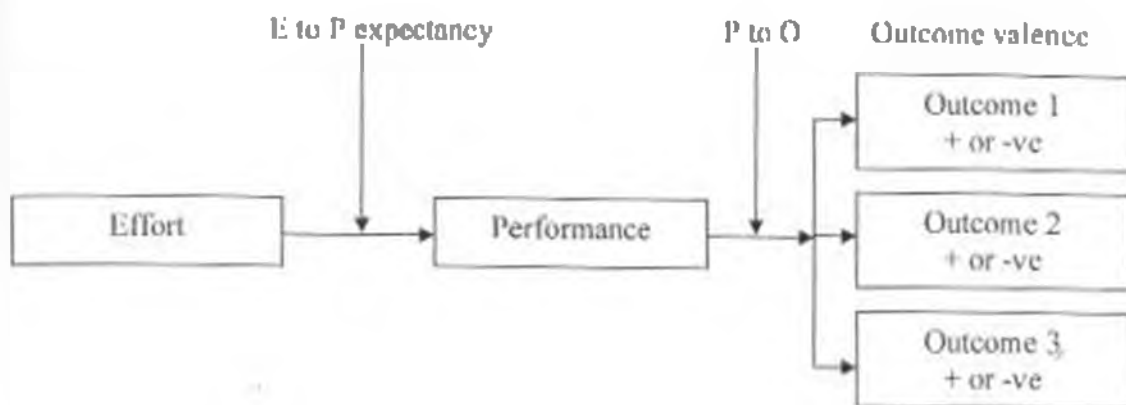 E to P expectancy
P to O
Outcome valence
Effort
Performance
Outcome 1
+ or -ve
Outcome 2
+ or -ve
Outcome 3
+ or -ve